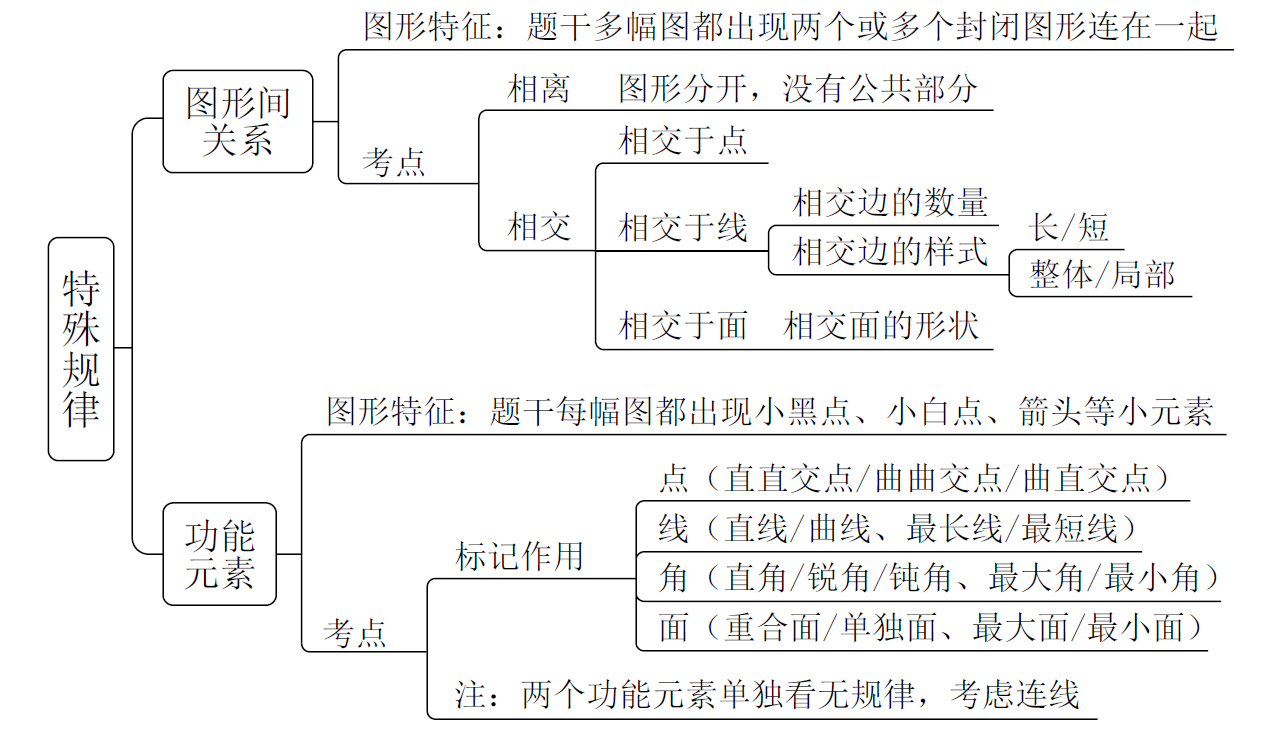 特殊规律
图形间
关系
图形特征：题干多幅图都出现两个或多个封闭图形连在一起
考点
相离
图形分开，没有公共部分
相交
相交于点
相交于线
相交边的数量
相交边的样式
长/短
整体/局部
相交于面
相交面的形状
功能
元素
图形特征：题干每幅图都出现小黑点、小白点、箭头等小元素
考点
标记作用
点（直直交点/曲曲交点/曲直交点）
线（直线/曲线、最长线/最短线）
角（直角/锐角/钝角、最大角/最小角）
面（重合面/单独面、最大面/最小面）
注：两个功能元素单独看无规律，考虑连线